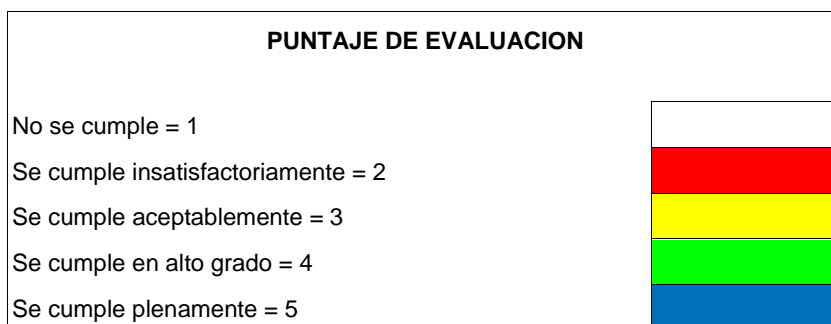 PUNTAJE DE EVALUACION
No se cumple = 1
Se cumple insatisfactoriamente = 2
Se cumple aceptablemente = 3
Se cumple en alto grado = 4
Se cumple plenamente = 5